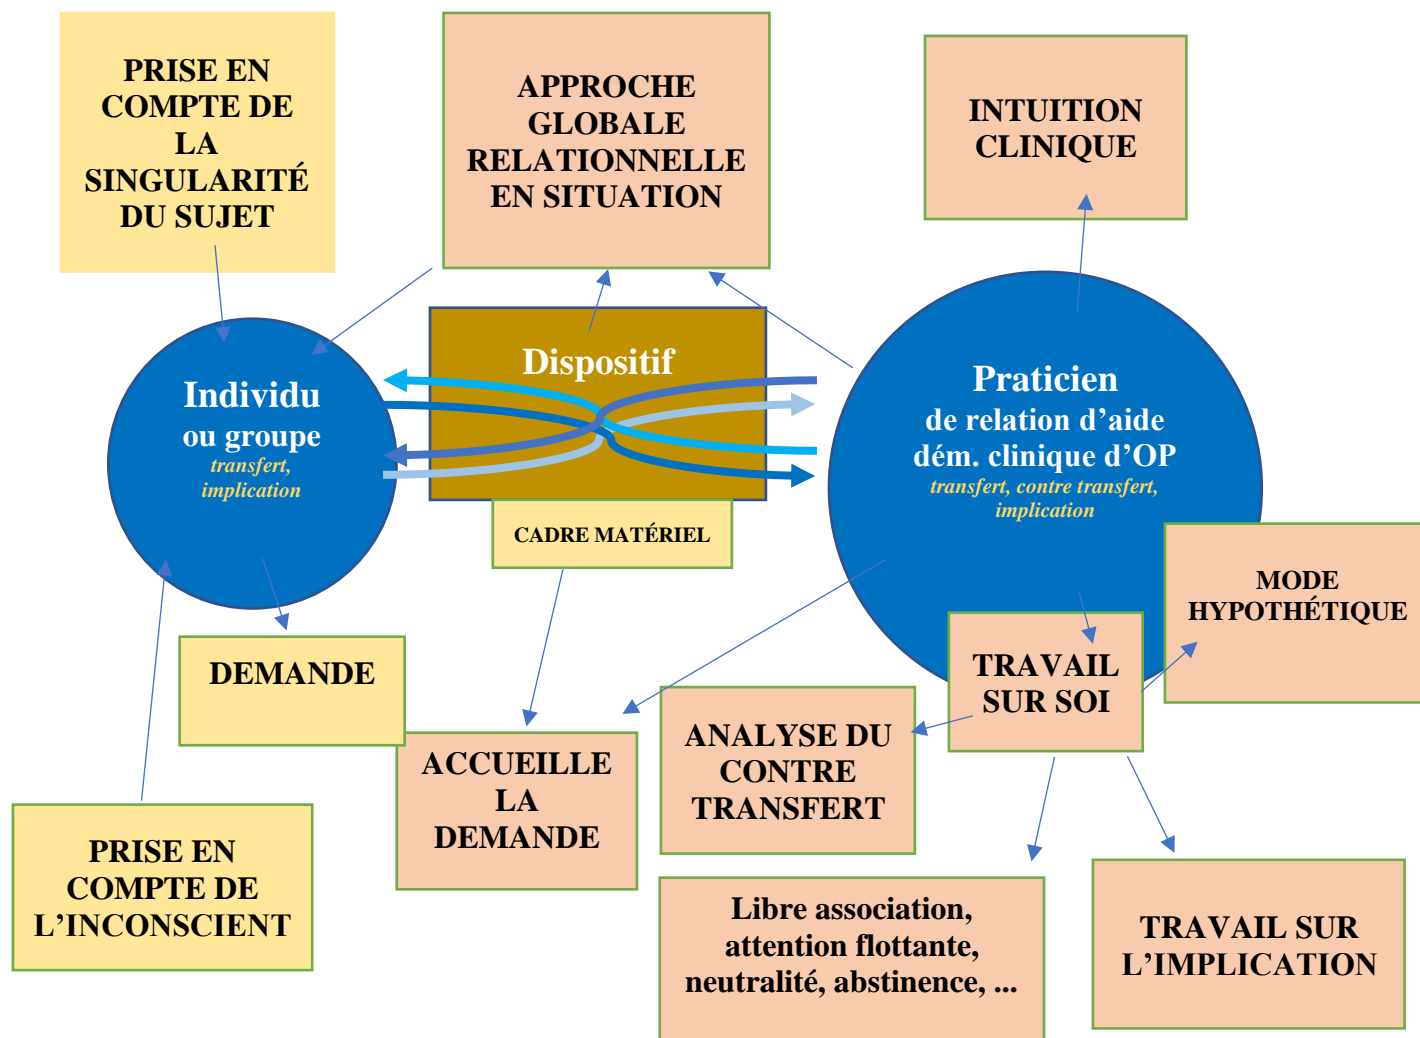 PRISE EN
COMPTE DE
LA
SINGULARITÉ
DU SUJET
APPROCHE
GLOBALE
RELATIONNELLE
EN SITUATION
INTUITION
CLINIQUE
Individu
ou groupe
transfert,
implication
Dispositif
CADRE MATÉRIEL
Praticien
de relation d’aide
dém. clinique d’OP
transfert, contre transfert,
implication
MODE
HYPOTHÉTIQUE
DEMANDE
TRAVAIL
SUR SOI
ACCUEILLE
LA
DEMANDE
ANALYSE DU
CONTRE
TRANSFERT
PRISE EN
COMPTE DE
L’INCONSCIENT
Libre association,
attention flottante,
neutralité, abstinence, ...
TRAVAIL SUR
L’IMPLICATION